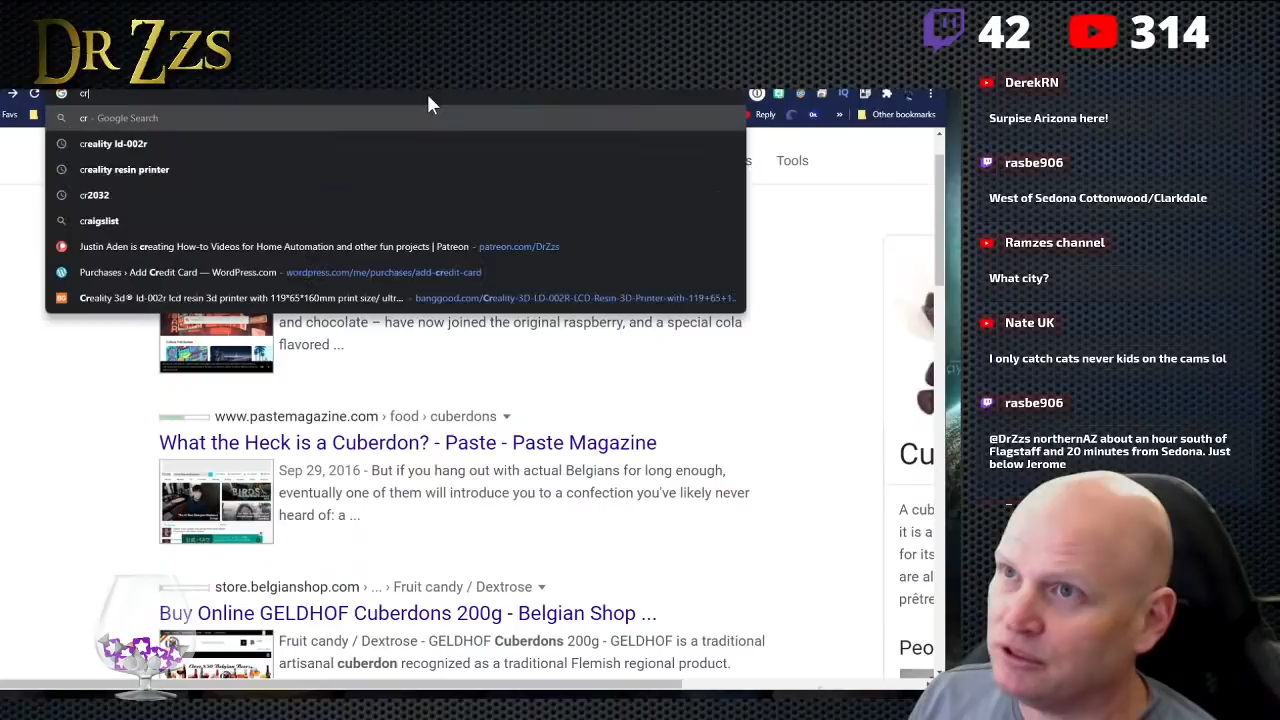 DR ZZS
42
314
cr
Favs
IQ
Reply
0s
»
Other bookmarks
cr - Google Search
creality ld-002r
creality resin printer
cr2032
craigslist
Justin Aden is creating How-to Videos for Home Automation and other fun projects | Patreon - patreon.com/DrZzs
Purchases › Add Credit Card — WordPress.com - wordpress.com/me/purchases/add-credit-card
Creality 3d® ld-002r lcd resin 3d printer with 119*65*160mm print size/ ultr... - banggood.com/Creality-3D-LD-002R-LCD-Resin-3D-Printer-with-119+65+1...
s
Tools
and chocolate – have now joined the original raspberry, and a special cola
flavored ...
www.pastemagazine.com › food › cuberdons
What the Heck is a Cuberdon? - Paste - Paste Magazine
Sep 29, 2016 - But if you hang out with actual Belgians for long enough,
eventually one of them will introduce you to a confection you've likely never
heard of: a ...
store.belgianshop.com › ... › Fruit candy / Dextrose
Buy Online GELDHOF Cuberdons 200g - Belgian Shop ...
Fruit candy / Dextrose - GELDHOF Cuberdons 200g - GELDHOF is a traditional
artisanal cuberdon recognized as a traditional Flemish regional product.
Cu
A cub
it is a
for its
are al
prêtre
Peo
DerekRN
Surpise Arizona here!
rasbe906
West of Sedona Cottonwood/Clarkdale
Ramzes channel
What city?
Nate UK
I only catch cats never kids on the cams lol
rasbe906
@DrZzs northernAZ about an hour south of
Flagstaff and 20 minutes from Sedona. Just
below Jerome